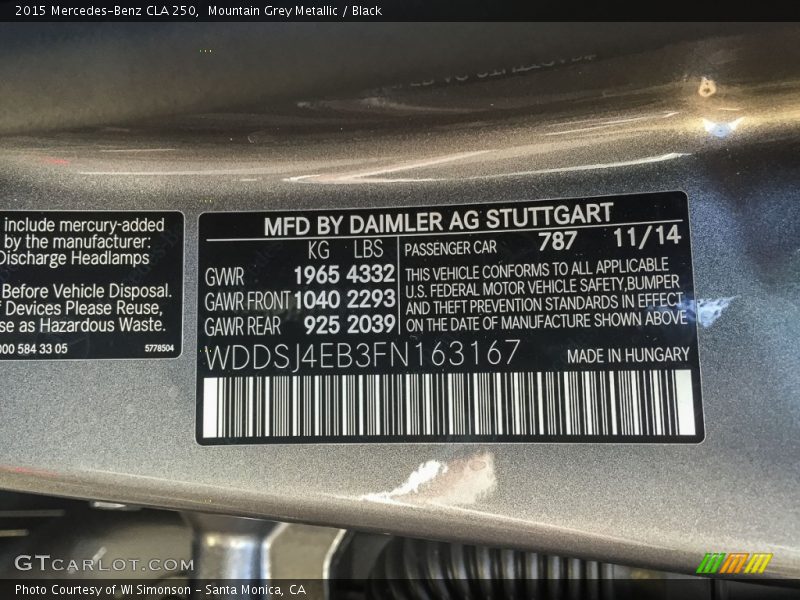 2015 Mercedes-Benz CLA 250,  Mountain Grey Metallic / Black
include mercury-added
by the manufacturer:
Discharge Headlamps
Before Vehicle Disposal.
Devices Please Reuse,
se as Hazardous Waste.
000 584 33 05 5778504
MFD BY DAIMLER AG STUTTGART
KG LBS
GVWR 1965 4332
GAWR FRONT 1040 2293
GAWR REAR 925 2039
PASSENGER CAR 787 11/14
THIS VEHICLE CONFORMS TO ALL APPLICABLE
U.S. FEDERAL MOTOR VEHICLE SAFETY,BUMPER
AND THEFT PREVENTION STANDARDS IN EFFECT
ON THE DATE OF MANUFACTURE SHOWN ABOVE
WDDSJ4EB3FN163167 MADE IN HUNGARY
GTCARLOT.COM
Photo Courtesy of WI Simonson - Santa Monica, CA